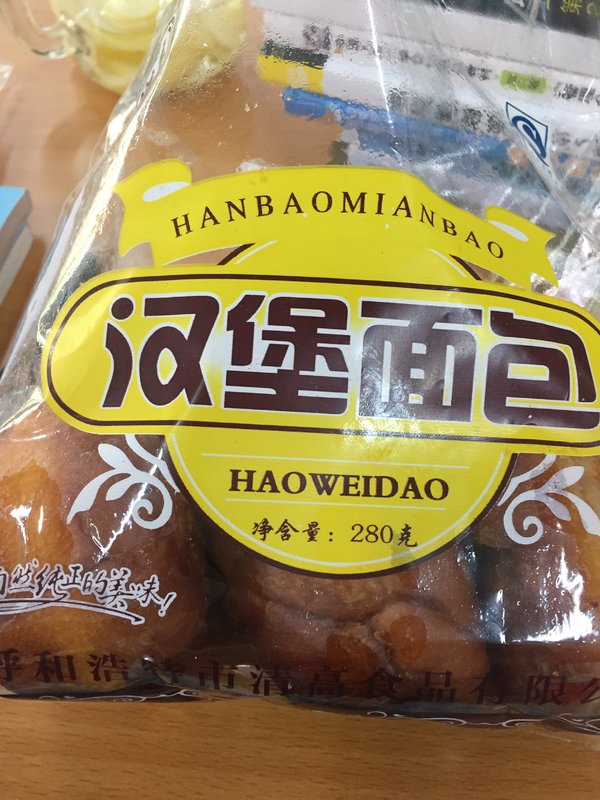 HANBAOMIANBAO
汉堡面包
HAOWEIDAO
净含量：280克
自然纯正的美味！
呼和浩特市清高食品有限公